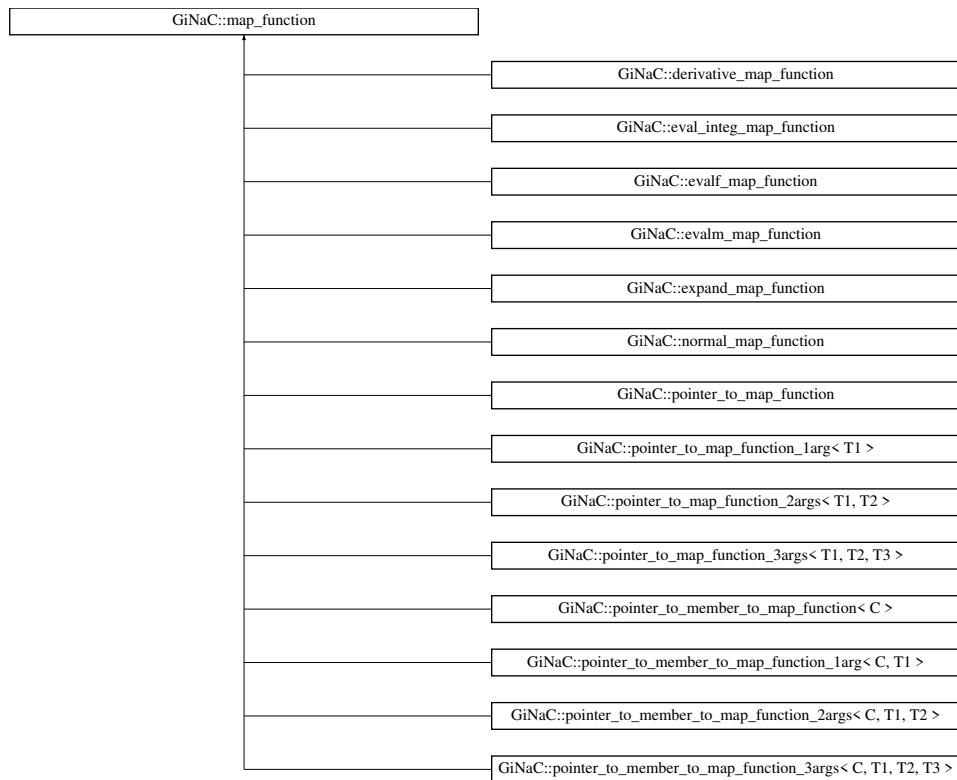 GiNaC::map_function
GiNaC::derivative_map_function
GiNaC::eval_integ_map_function
GiNaC::evalf_map_function
GiNaC::evalm_map_function
GiNaC::expand_map_function
GiNaC::normal_map_function
GiNaC::pointer_to_map_function
GiNaC::pointer_to_map_function_1arg< T1 >
GiNaC::pointer_to_map_function_2args< T1, T2 >
GiNaC::pointer_to_map_function_3args< T1, T2, T3 >
GiNaC::pointer_to_member_to_map_function< C >
GiNaC::pointer_to_member_to_map_function_1arg< C, T1 >
GiNaC::pointer_to_member_to_map_function_2args< C, T1, T2 >
GiNaC::pointer_to_member_to_map_function_3args< C, T1, T2, T3 >